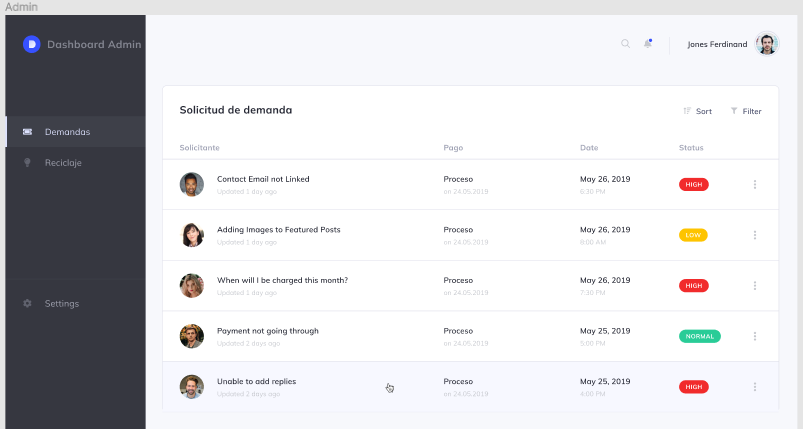 Admin
D Dashboard Admin
Jones Ferdinand
Demandas
Reciclaje
Settings
Solicitud de demanda
Sort Filter
Solicitante Pago Date Status
Contact Email not Linked Proceso May 26, 2019 HIGH
Updated 1 day ago on 24.05.2019 6:30 PM
Adding Images to Featured Posts Proceso May 26, 2019 LOW
Updated 1 day ago on 24.05.2019 8:00 AM
When will I be charged this month? Proceso May 26, 2019 HIGH
Updated 1 day ago on 24.05.2019 7:30 PM
Payment not going through Proceso May 25, 2019 NORMAL
Updated 2 days ago on 24.05.2019 5:00 PM
Unable to add replies Proceso May 25, 2019 HIGH
Updated 2 days ago on 24.05.2019 4:00 PM